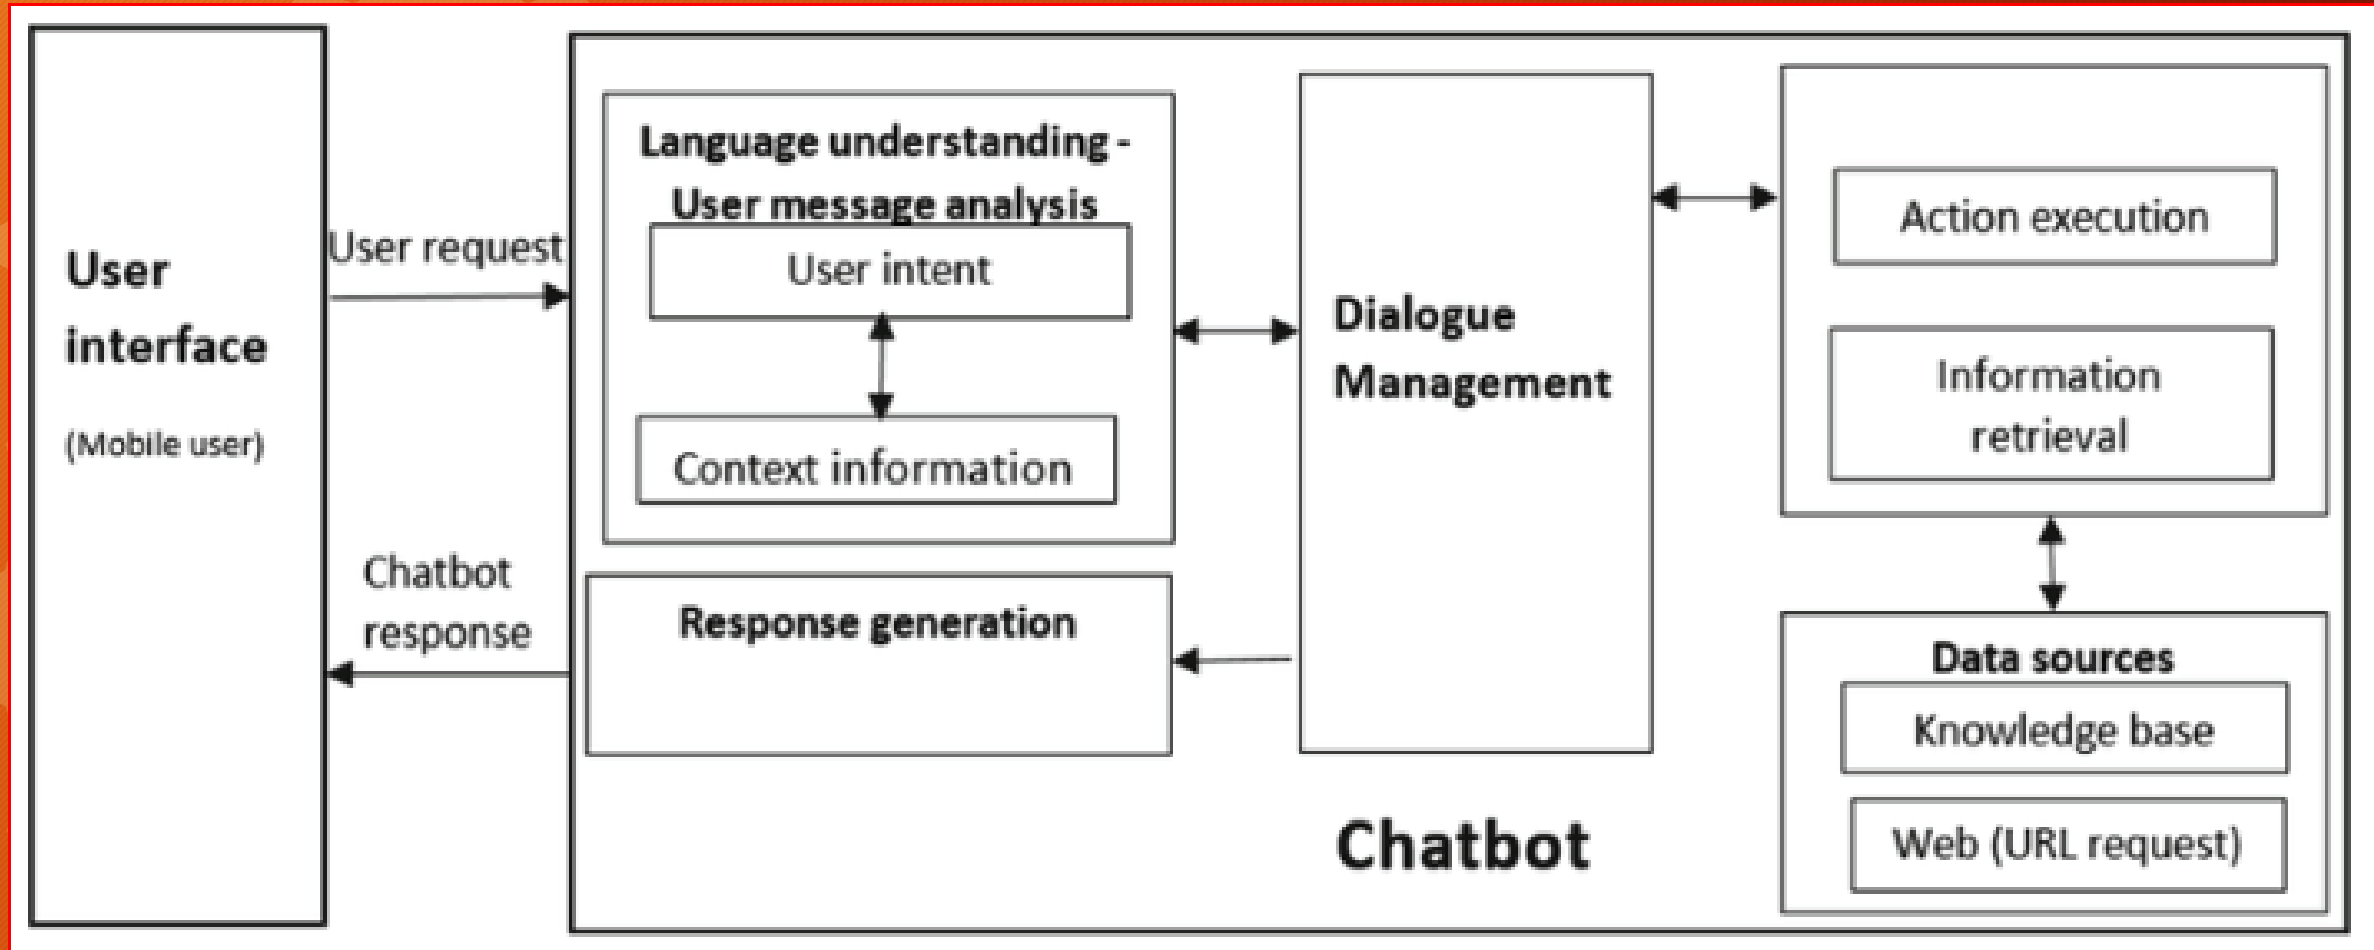 User
interface
(Mobile user)
User request
Chatbot
response
Language understanding -
User message analysis
User intent
Context information
Response generation
Dialogue
Management
Action execution
Information
retrieval
Data sources
Knowledge base
Web (URL request)
Chatbot